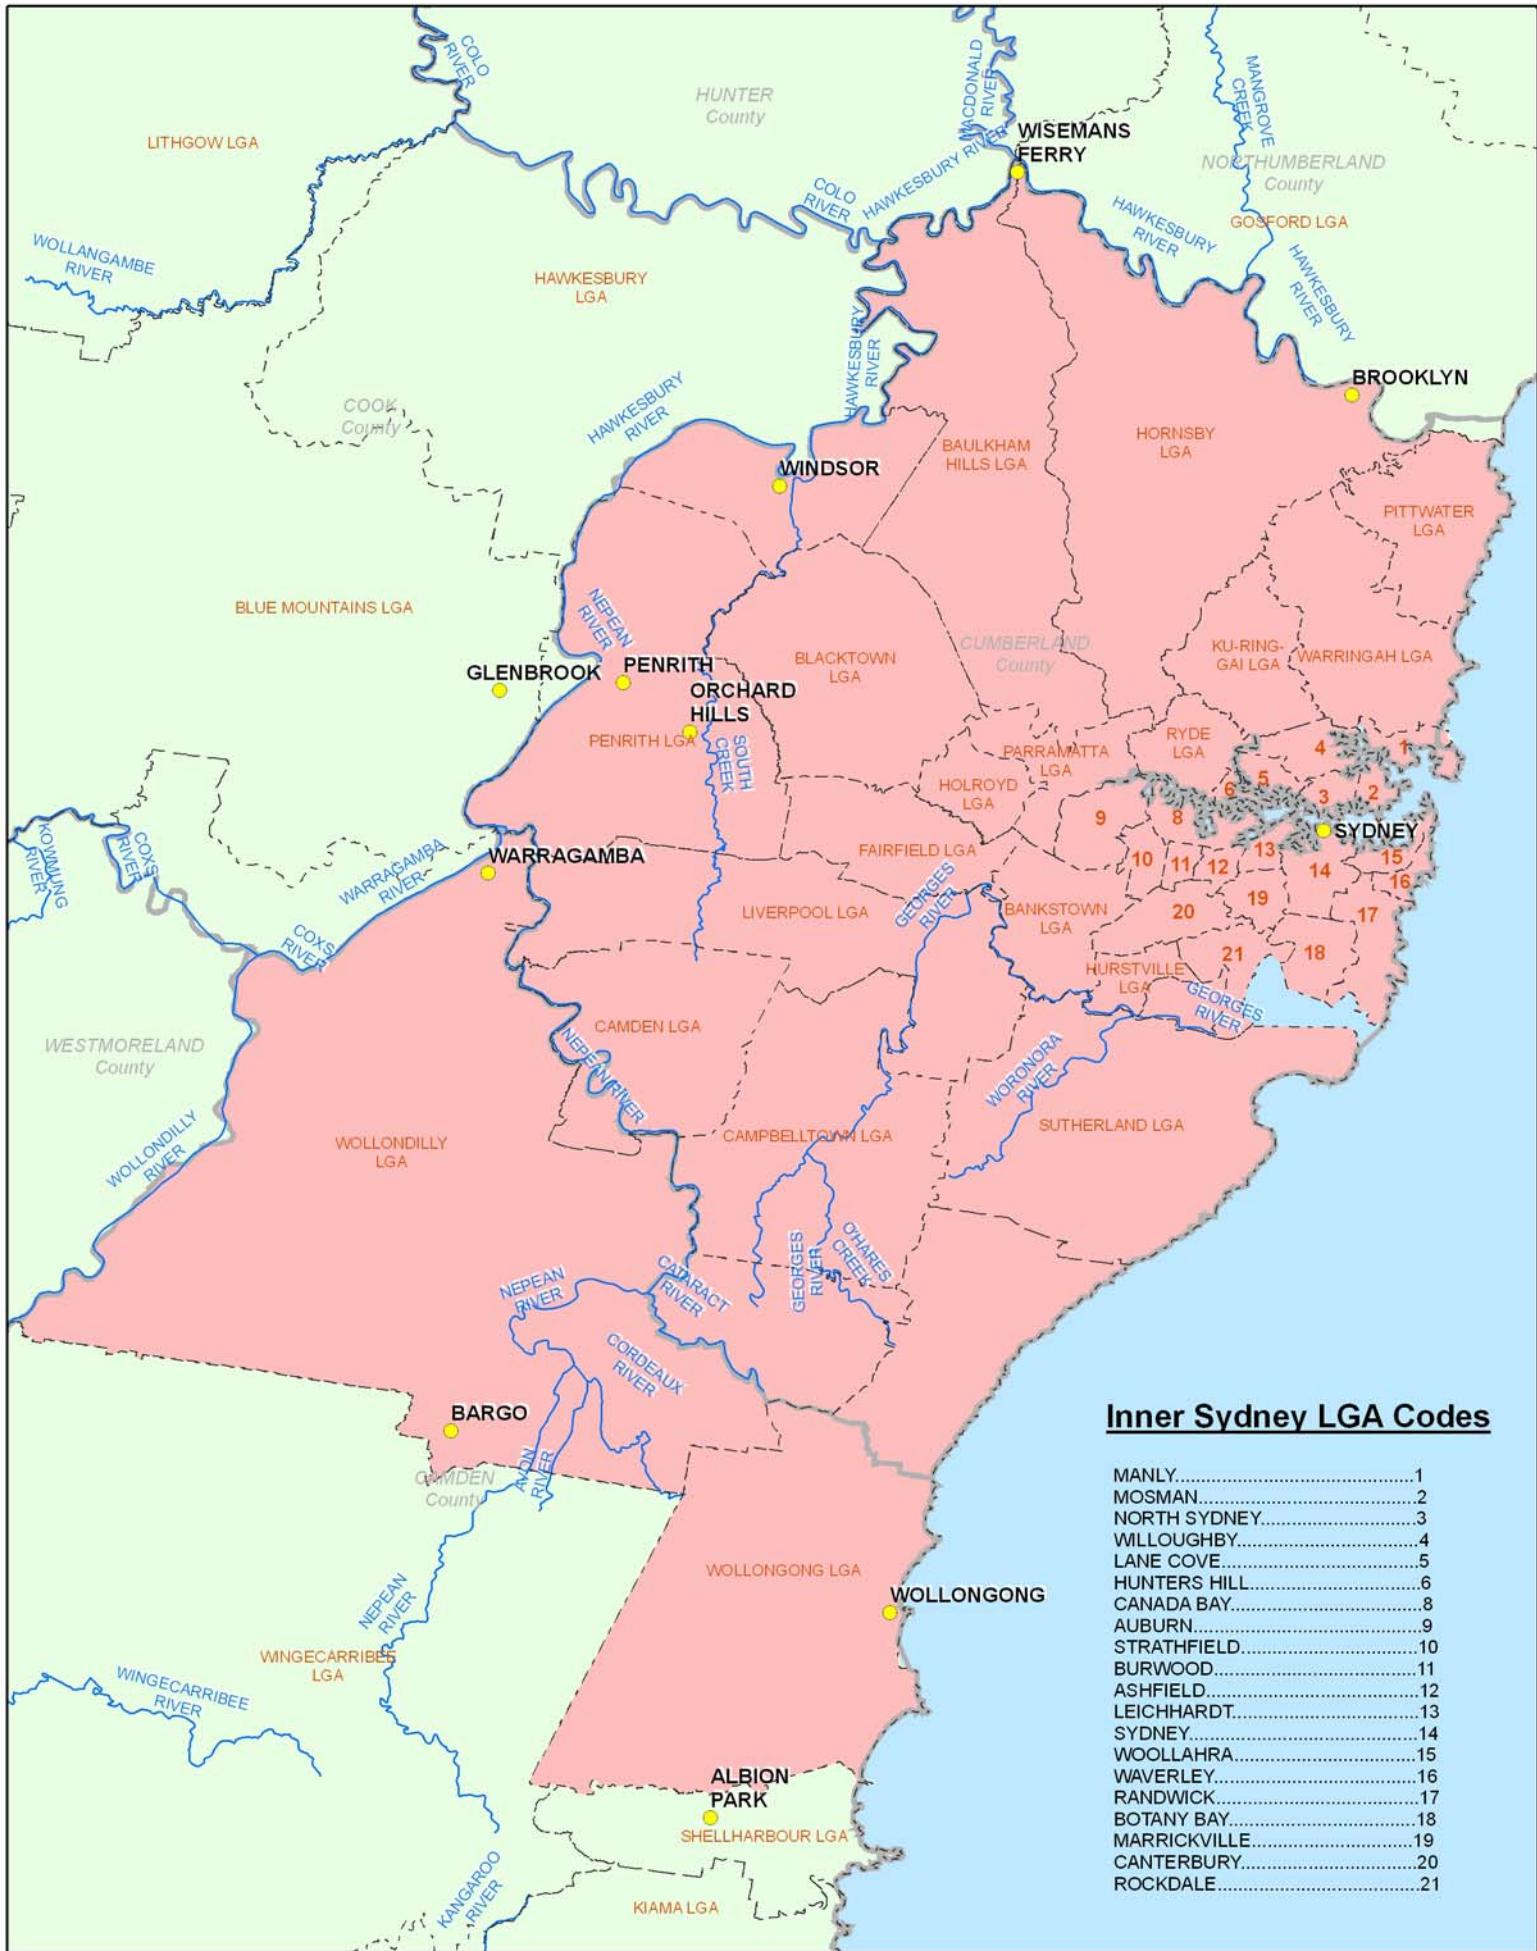 COLO
RIVER
HUNTER
County
LITHGOW LGA
MACDONALD
RIVER
WISEMANS
FERRY
MANGROVE
CREEK
NORTHUMBERLAND
County
GOSFORD LGA
COLO
RIVER
HAWKESBURY RIVER
HAWKESBURY
RIVER
HAWKESBURY
RIVER
WOLLANGAMBE
RIVER
HAWKESBURY
LGA
HAWKESBURY
RIVER
BROOKLYN
COOK
County
HAWKESBURY
RIVER
WINDSOR
BAULKHAM
HILLS LGA
HORNSBY
LGA
PITTWATER
LGA
BLUE MOUNTAINS LGA
NEPEAN
RIVER
GLENBROOK
PENRITH
ORCHARD
HILLS
PENRITH LGA
SOUTH
CREEK
BLACKTOWN
LGA
CUMBERLAND
County
KU-RING-
GAI LGA
WARRINGAH LGA
RYDE
LGA
PARRAMATTA
LGA
HOLROYD
LGA
4
1
5
6
3
2
9
8
SYDNEY
KOWMUNG
RIVER
COXS
RIVER
WARRAGAMBA
RIVER
WARRAGAMBA
FAIRFIELD LGA
10
11
12
13
14
15
16
COXS
RIVER
LIVERPOOL LGA
GEORGES
RIVER
BANKSTOWN
LGA
20
19
17
21
18
HURSTVILLE
LGA
GEORGES
RIVER
WESTMORELAND
County
CAMDEN LGA
NEPEAN RIVER
WORONORA
RIVER
WOLLONDILLY
RIVER
WOLLONDILLY
LGA
CAMPBELLTOWN LGA
SUTHERLAND LGA
NEPEAN
RIVER
CATARACT
RIVER
GEORGES
RIVER
O'HARES
CREEK
CORDEAUX
RIVER
BARGO
AVON
RIVER
CAMDEN
County
WOLLONGONG LGA
WOLLONGONG
NEPEAN
RIVER
WINGECARRIBEE
LGA
WINGECARRIBEE
RIVER
ALBION
PARK
SHELLHARBOUR LGA
KANGAROO
RIVER
KIAMA LGA
Inner Sydney LGA Codes
MANLY..........................................1
MOSMAN......................................2
NORTH SYDNEY...........................3
WILLOUGHBY...............................4
LANE COVE..................................5
HUNTERS HILL.............................6
CANADA BAY................................8
AUBURN.......................................9
STRATHFIELD..............................10
BURWOOD...................................11
ASHFIELD....................................12
LEICHHARDT...............................13
SYDNEY.......................................14
WOOLLAHRA...............................15
WAVERLEY..................................16
RANDWICK..................................17
BOTANY BAY................................18
MARRICKVILLE............................19
CANTERBURY..............................20
ROCKDALE..................................21